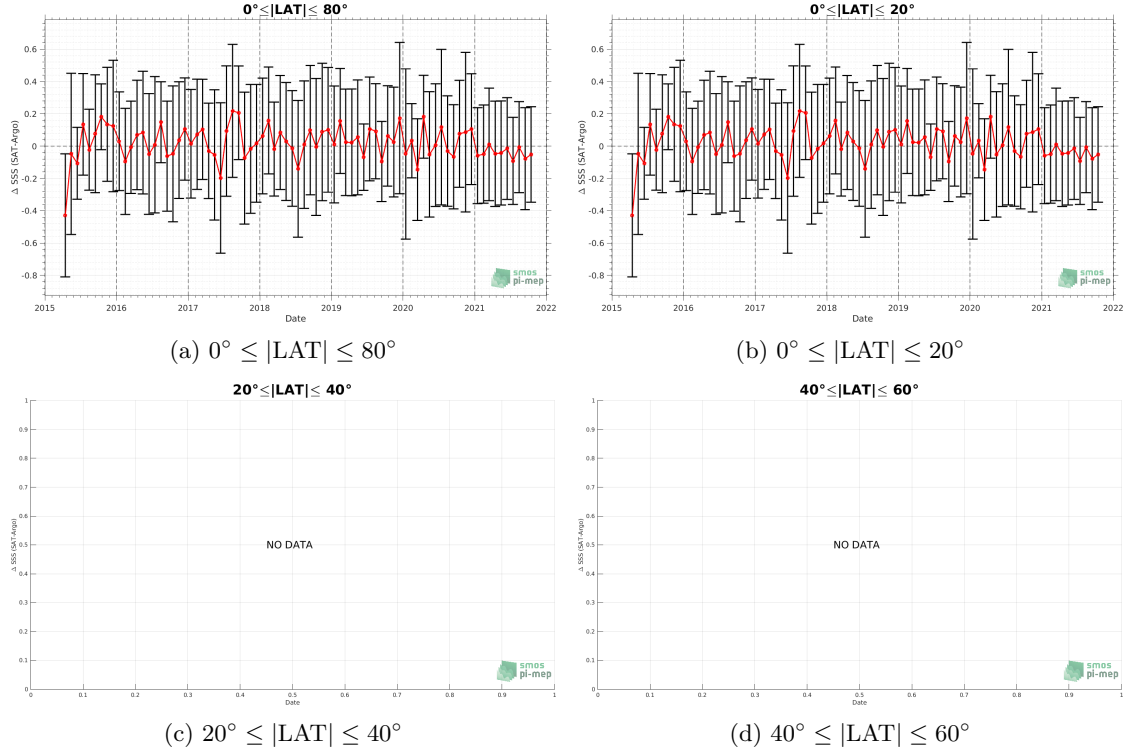 0°≤|LAT|≤ 80°
Δ SSS (SAT-Argo)
0.6
0.4
0.2
0
-0.2
-0.4
-0.6
-0.8
2015 2016 2017 2018 2019 2020 2021 2022
Date
smos
pi-mep
(a) 0° ≤ |LAT| ≤ 80°
0°≤|LAT|≤ 20°
Δ SSS (SAT-Argo)
0.6
0.4
0.2
0
-0.2
-0.4
-0.6
-0.8
2015 2016 2017 2018 2019 2020 2021 2022
Date
smos
pi-mep
(b) 0° ≤ |LAT| ≤ 20°
20°≤|LAT|≤ 40°
Δ SSS (SAT-Argo)
1
0.9
0.8
0.7
0.6
0.5
0.4
0.3
0.2
0.1
0
NO DATA
0 0.1 0.2 0.3 0.4 0.5 0.6 0.7 0.8 0.9 1
Date
smos
pi-mep
(c) 20° ≤ |LAT| ≤ 40°
40°≤|LAT|≤ 60°
Δ SSS (SAT-Argo)
1
0.9
0.8
0.7
0.6
0.5
0.4
0.3
0.2
0.1
0
NO DATA
0 0.1 0.2 0.3 0.4 0.5 0.6 0.7 0.8 0.9 1
Date
smos
pi-mep
(d) 40° ≤ |LAT| ≤ 60°